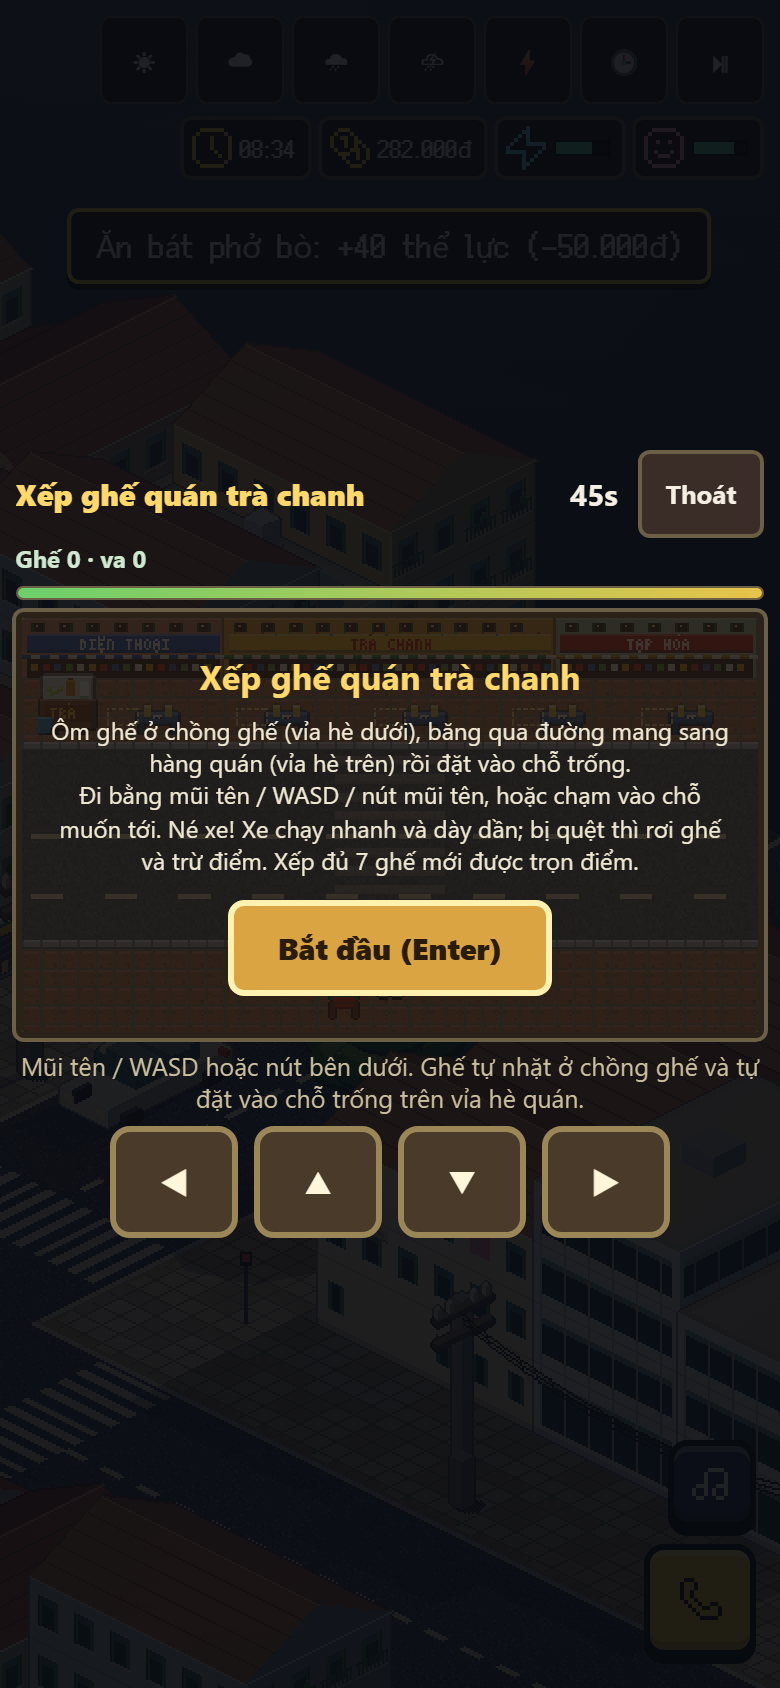 08:34
282.000đ
Ăn bát phở bò: +40 thể lực (-50.000đ)
Xếp ghế quán trà chanh
45s
Thoát
Ghế 0 · va 0
ĐIỆN THOẠI
TRÀ CHANH
TẠP HÓA
TRÀ
Xếp ghế quán trà chanh
Ôm ghế ở chồng ghế (vỉa hè dưới), băng qua đường mang sang
hàng quán (vỉa hè trên) rồi đặt vào chỗ trống.
Đi bằng mũi tên / WASD / nút mũi tên, hoặc chạm vào chỗ
muốn tới. Né xe! Xe chạy nhanh và dày dần; bị quệt thì rơi ghế
và trừ điểm. Xếp đủ 7 ghế mới được trọn điểm.
Bắt đầu (Enter)
Mũi tên / WASD hoặc nút bên dưới. Ghế tự nhặt ở chồng ghế và tự
đặt vào chỗ trống trên vỉa hè quán.